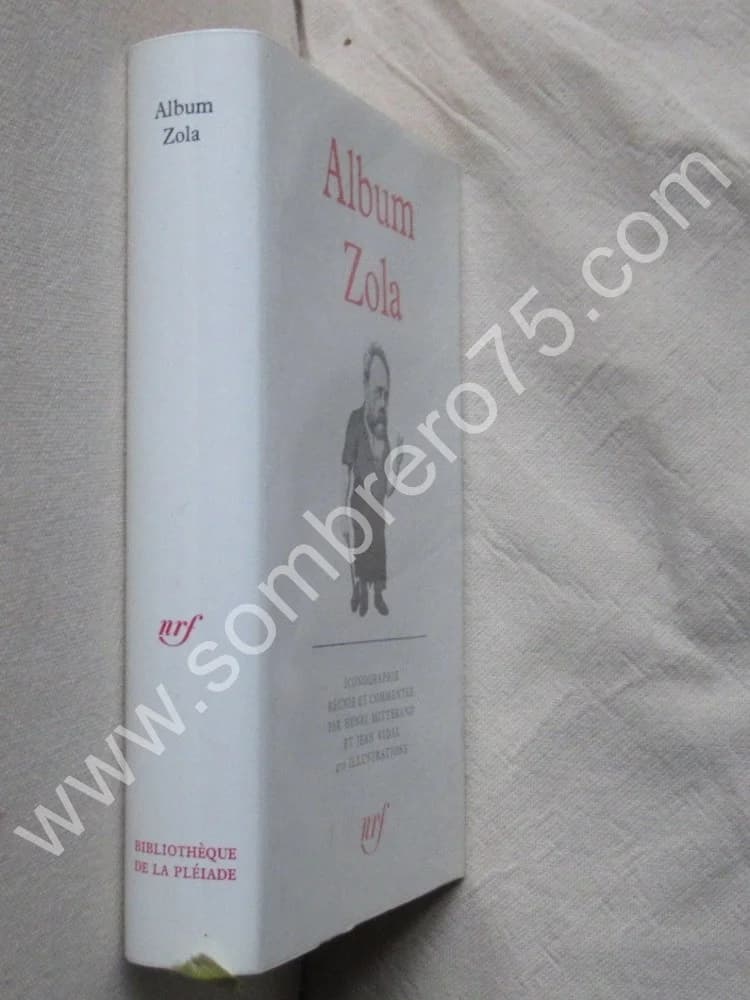 Album
Zola
nrf
BIBLIOTHÈQUE
DE LA PLÉIADE
Album
Zola
ICONOGRAPHIE
RÉUNIE ET COMMENTÉE
PAR HENRI MITTERAND
ET JEAN VIDAL
ILLUSTRATIONS
nrf
www.sombrero75.com